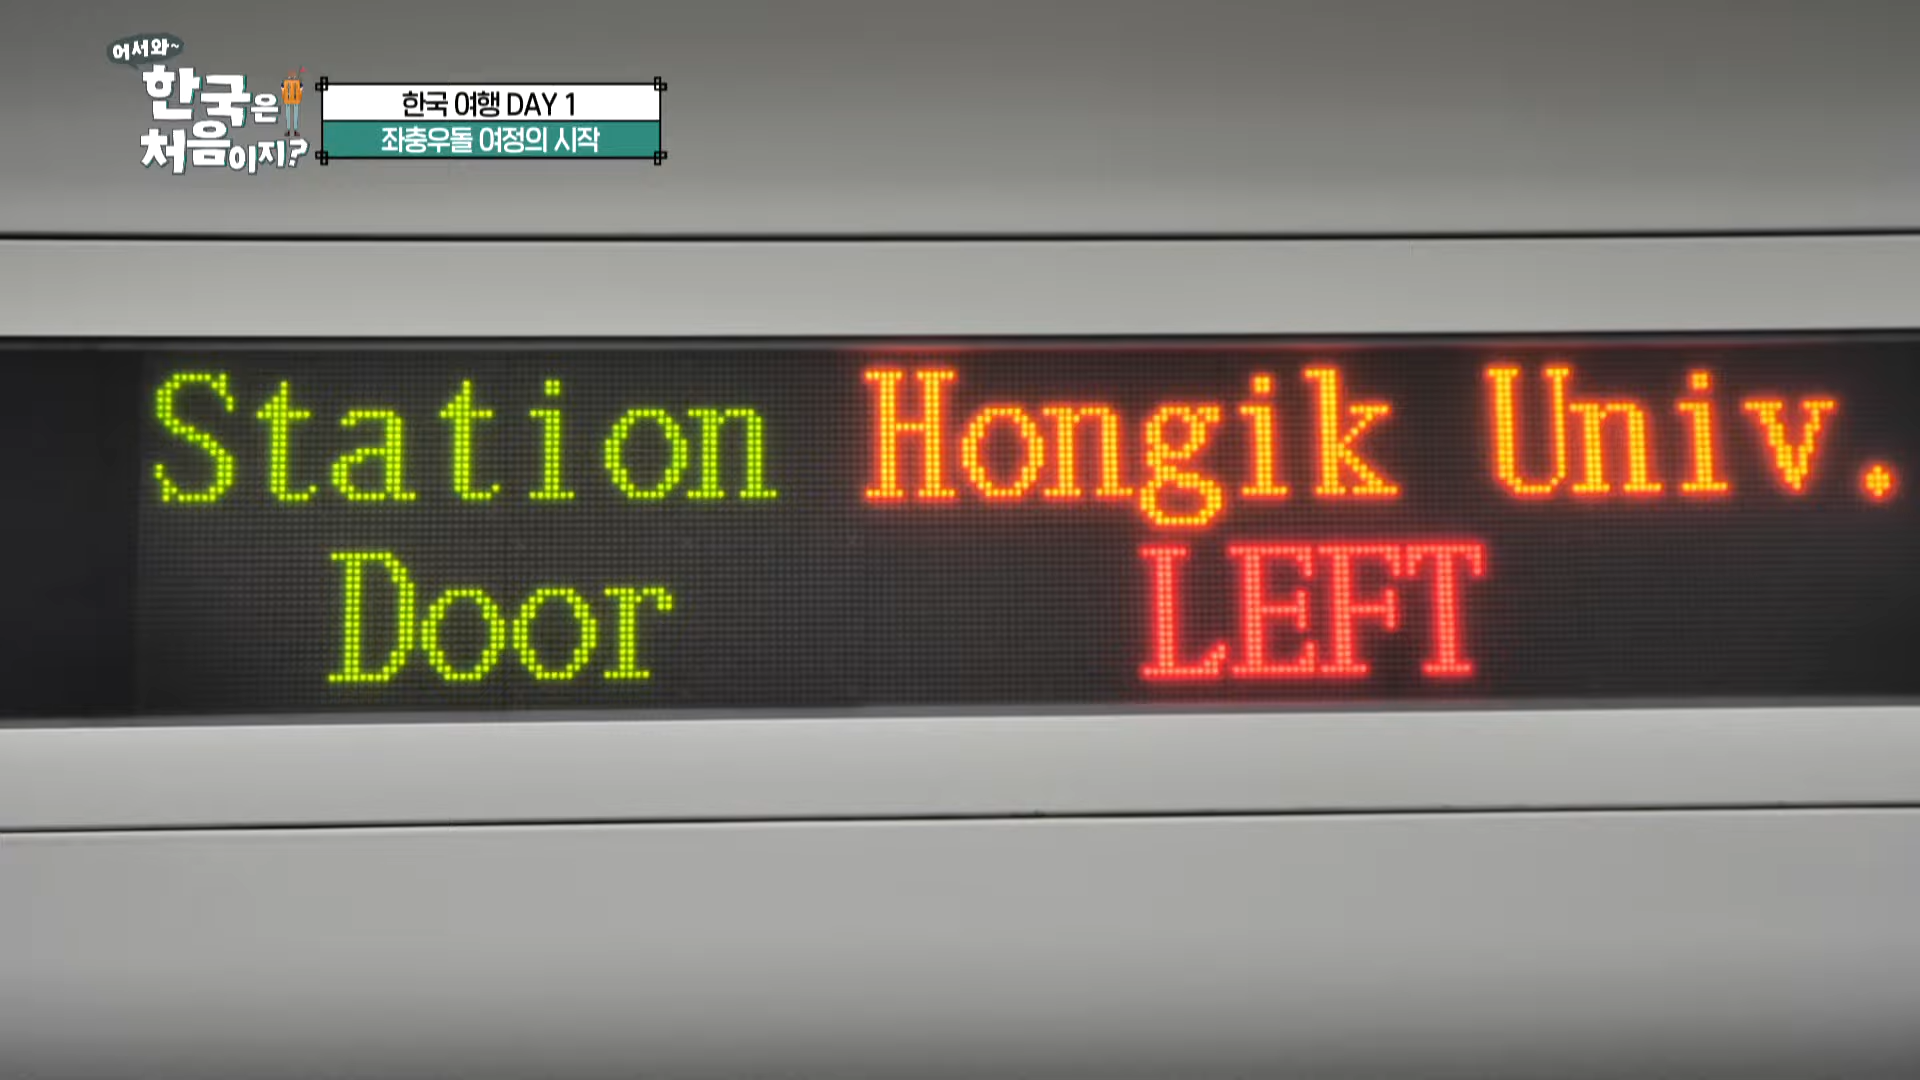 어서와~
한국은
처음이지?
한국 여행 DAY 1
좌충우돌 여정의 시작
Station Hongik Univ.
Door LEFT